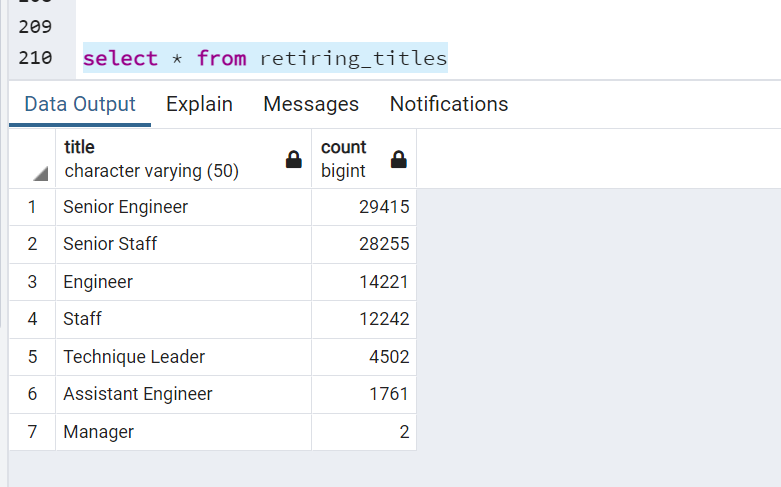 209
210 select * from retiring_titles
Data Output Explain Messages Notifications
title count
character varying (50) bigint
1 Senior Engineer 29415
2 Senior Staff 28255
3 Engineer 14221
4 Staff 12242
5 Technique Leader 4502
6 Assistant Engineer 1761
7 Manager 2